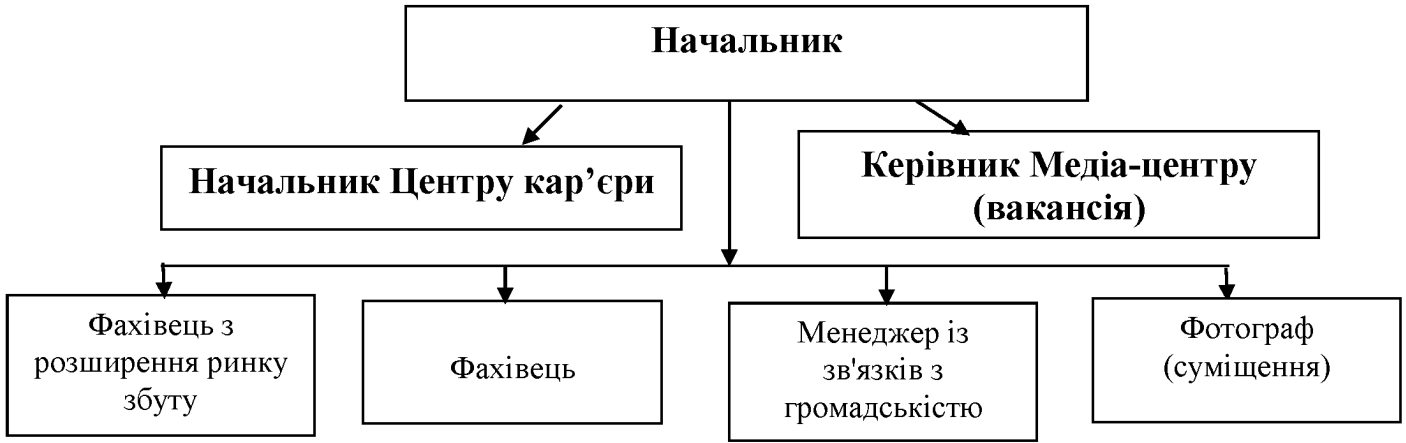 Начальник
Начальник Центру кар’єри
Керівник Медіа-центру
(вакансія)
Фахівець з
розширення ринку
збуту
Фахівець
Менеджер із
зв'язків з
громадськістю
Фотограф
(суміщення)